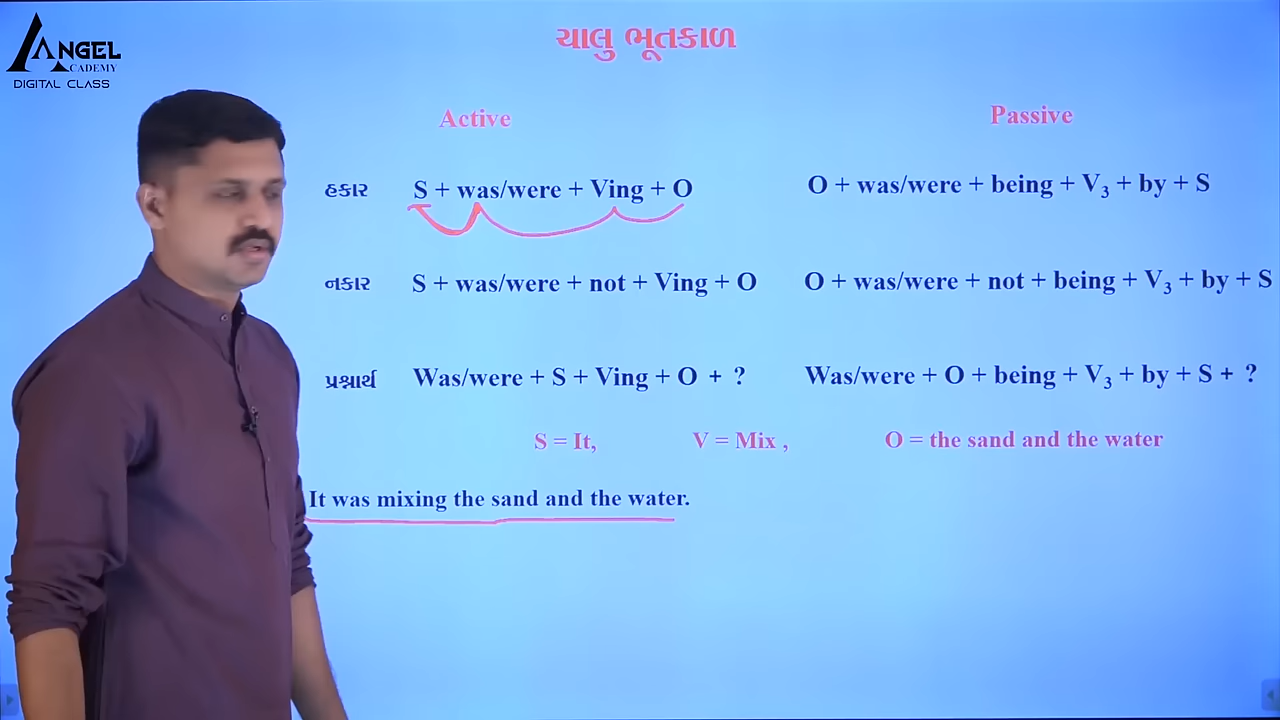 ANGEL
ACADEMY
DIGITAL CLASS
ચાલુ ભૂતકાળ
Active Passive
હકાર S + was/were + Ving + O O + was/were + being + V₃ + by + S
નકાર S + was/were + not + Ving + O O + was/were + not + being + V₃ + by + S
પ્રશ્નાર્થ Was/were + S + Ving + O + ? Was/were + O + being + V₃ + by + S + ?
S = It, V = Mix , O = the sand and the water
It was mixing the sand and the water.